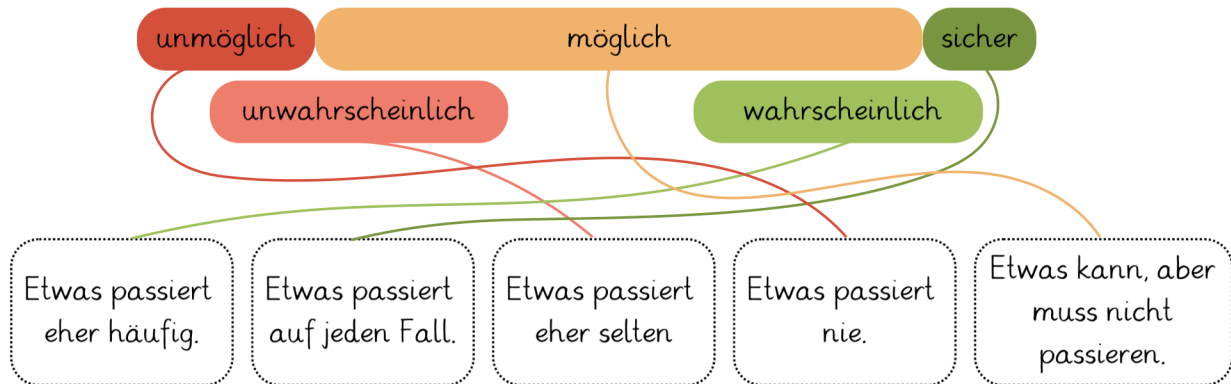 unmöglich
möglich
sicher
unwahrscheinlich
wahrscheinlich
Etwas passiert
eher häufig.
Etwas passiert
auf jeden Fall.
Etwas passiert
eher selten
Etwas passiert
nie.
Etwas kann, aber
muss nicht
passieren.